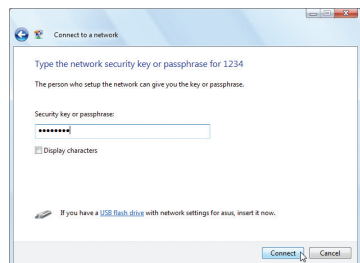 Connect to a network
Type the network security key or passphrase for 1234
The person who setup the network can give you the key or passphrase.
Security key or passphrase:
••••••••
Display characters
If you have a USB flash drive with network settings for asus, insert it now.
Connect Cancel